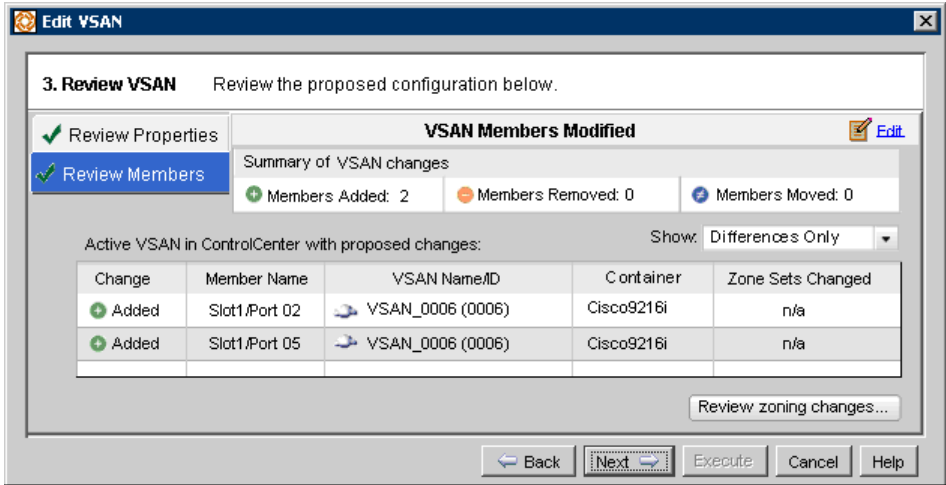 Edit VSAN
3. Review VSAN Review the proposed configuration below.
Review Properties
VSAN Members Modified
Edit
Review Members
Summary of VSAN changes
Members Added: 2 Members Removed: 0 Members Moved: 0
Active VSAN in ControlCenter with proposed changes: Show: Differences Only
Change Member Name VSAN Name/ID Container Zone Sets Changed
Added Slot1/Port 02 VSAN_0006 (0006) Cisco9216i n/a
Added Slot1/Port 05 VSAN_0006 (0006) Cisco9216i n/a
Review zoning changes...
Back Next Execute Cancel Help